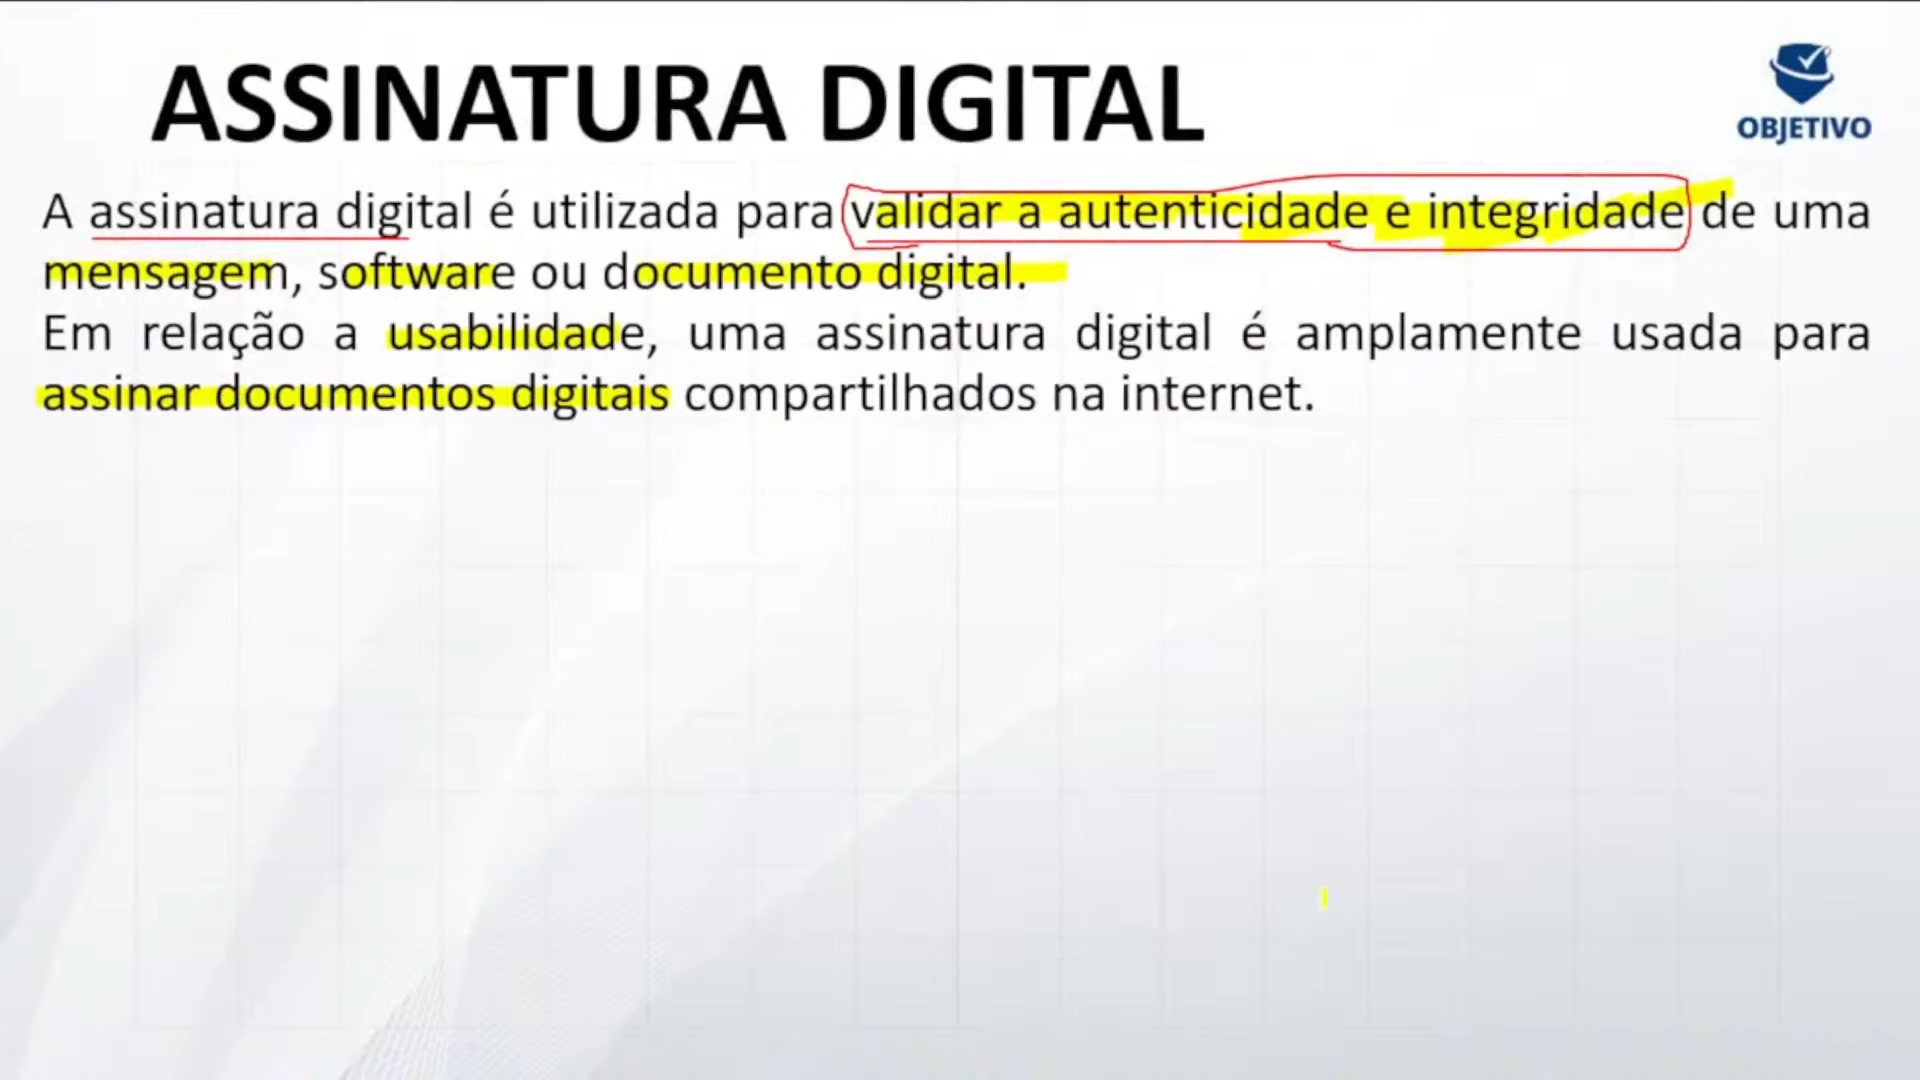 ASSINATURA DIGITAL
OBJETIVO
A assinatura digital é utilizada para validar a autenticidade e integridade de uma
mensagem, software ou documento digital.
Em relação a usabilidade, uma assinatura digital é amplamente usada para
assinar documentos digitais compartilhados na internet.